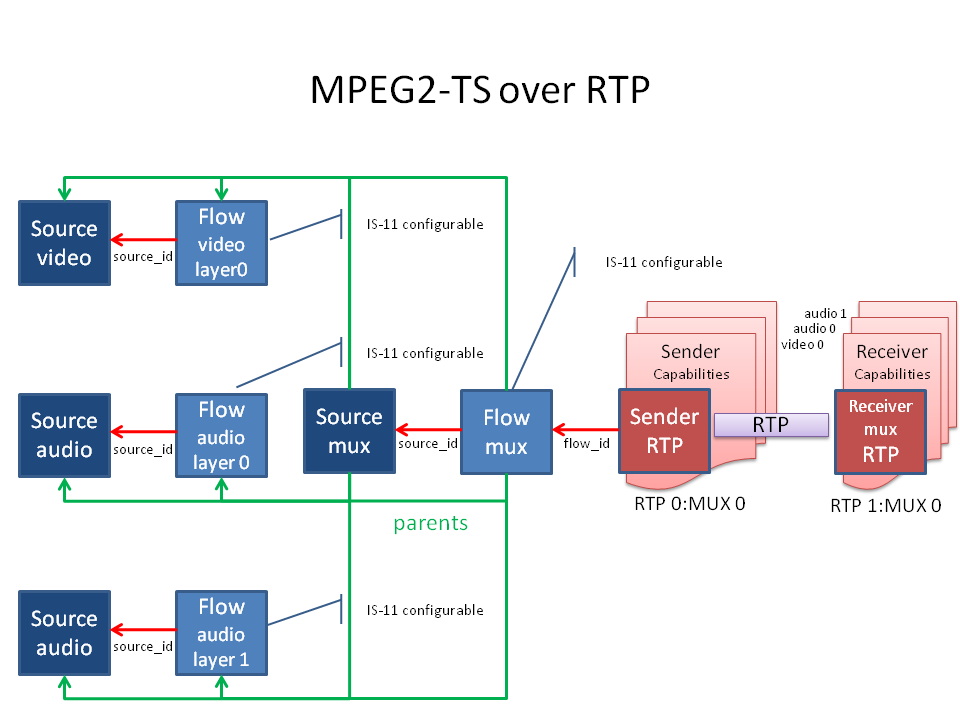 MPEG2-TS over RTP
Source
video
source_id
Flow
video
layer0
IS-11 configurable
IS-11 configurable
Source
audio
source_id
Flow
audio
layer 0
IS-11 configurable
Source
mux
source_id
Flow
mux
flow_id
Sender
Capabilities
Sender
RTP
RTP 0:MUX 0
RTP
audio 1
audio 0
video 0
Receiver
Capabilities
Receiver
mux
RTP
RTP 1:MUX 0
parents
Source
audio
source_id
Flow
audio
layer 1
IS-11 configurable